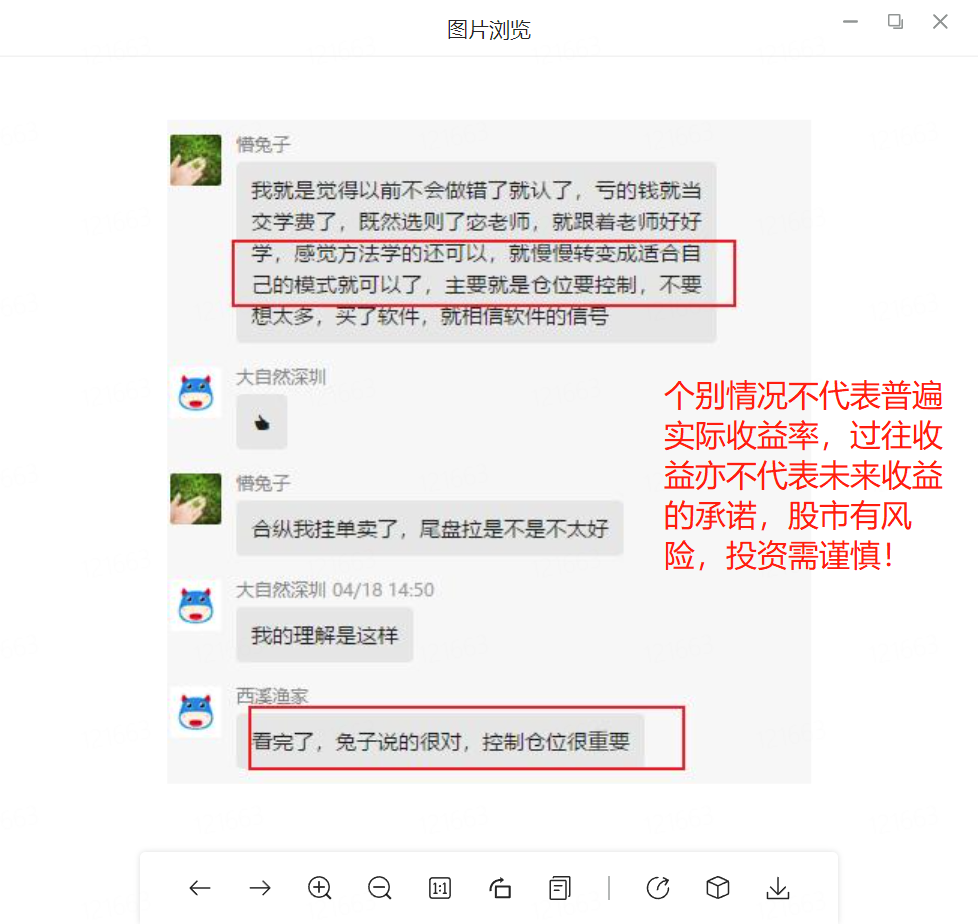 图片浏览
懵兔子
我就是觉得以前不会做错了就认了，亏的钱就当
交学费了，既然选则了宓老师，就跟着老师好好
学，感觉方法学的还可以，就慢慢转变成适合自
己的模式就可以了，主要就是仓位要控制，不要
想太多，买了软件，就相信软件的信号
大自然深圳
懵兔子
合纵我挂单卖了，尾盘拉是不是不太好
大自然深圳 04/18 14:50
我的理解是这样
西溪渔家
看完了，兔子说的很对，控制仓位很重要
个别情况不代表普遍
实际收益率，过往收
益亦不代表未来收益
的承诺，股市有风
险，投资需谨慎！
1:1